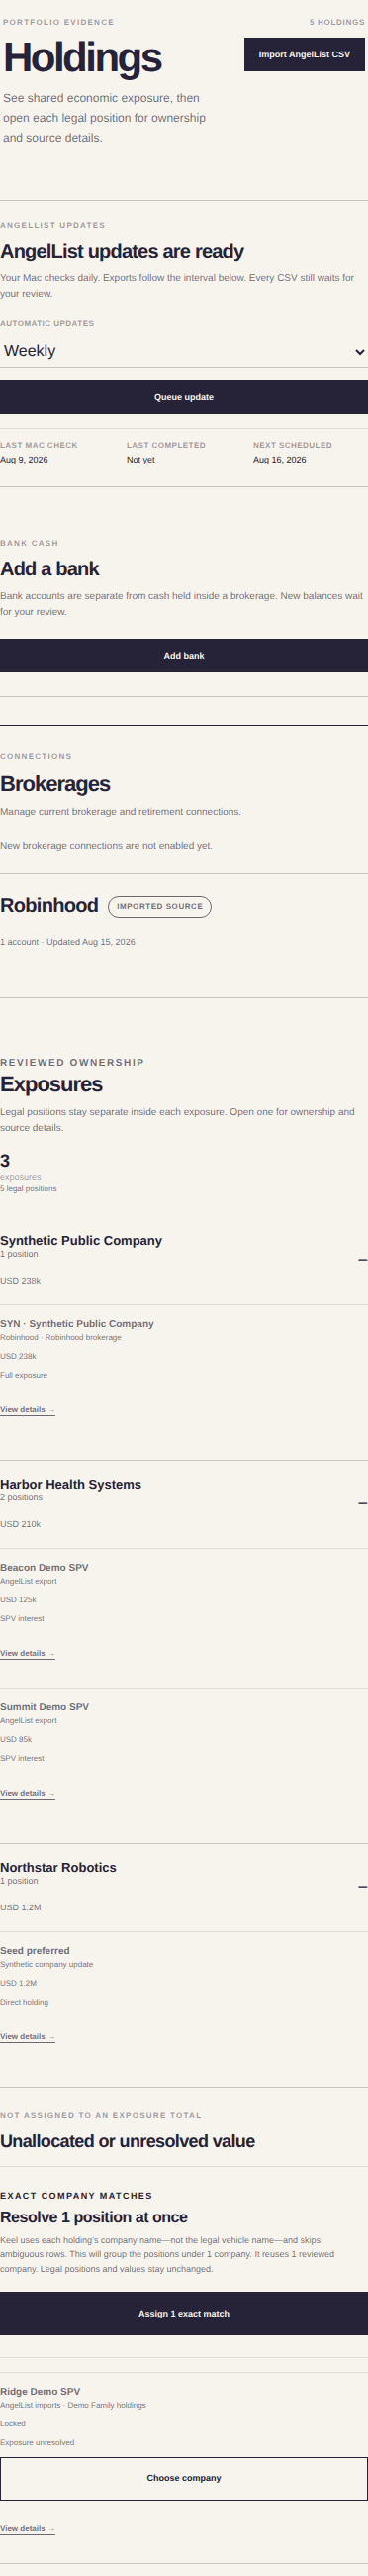 PORTFOLIO EVIDENCE
5 HOLDINGS
Holdings
Import AngelList CSV
See shared economic exposure, then
open each legal position for ownership
and source details.
ANGELLIST UPDATES
AngelList updates are ready
Your Mac checks daily. Exports follow the interval below. Every CSV still waits for
your review.
AUTOMATIC UPDATES
Weekly
Queue update
LAST MAC CHECK
LAST COMPLETED
NEXT SCHEDULED
Aug 9, 2026
Not yet
Aug 16, 2026
BANK CASH
Add a bank
Bank accounts are separate from cash held inside a brokerage. New balances wait
for your review.
Add bank
CONNECTIONS
Brokerages
Manage current brokerage and retirement connections.
New brokerage connections are not enabled yet.
Robinhood IMPORTED SOURCE
1 account · Updated Aug 15, 2026
REVIEWED OWNERSHIP
Exposures
Legal positions stay separate inside each exposure. Open one for ownership and
source details.
3
exposures
5 legal positions
Synthetic Public Company
1 position
USD 238k
SYN · Synthetic Public Company
Robinhood · Robinhood brokerage
USD 238k
Full exposure
View details →
Harbor Health Systems
2 positions
USD 210k
Beacon Demo SPV
AngelList export
USD 125k
SPV interest
View details →
Summit Demo SPV
AngelList export
USD 85k
SPV interest
View details →
Northstar Robotics
1 position
USD 1.2M
Seed preferred
Synthetic company update
USD 1.2M
Direct holding
View details →
NOT ASSIGNED TO AN EXPOSURE TOTAL
Unallocated or unresolved value
EXACT COMPANY MATCHES
Resolve 1 position at once
Keel uses each holding's company name—not the legal vehicle name—and skips
ambiguous rows. This will group the positions under 1 company. It reuses 1 reviewed
company. Legal positions and values stay unchanged.
Assign 1 exact match
Ridge Demo SPV
AngelList imports · Demo Family holdings
Locked
Exposure unresolved
Choose company
View details →